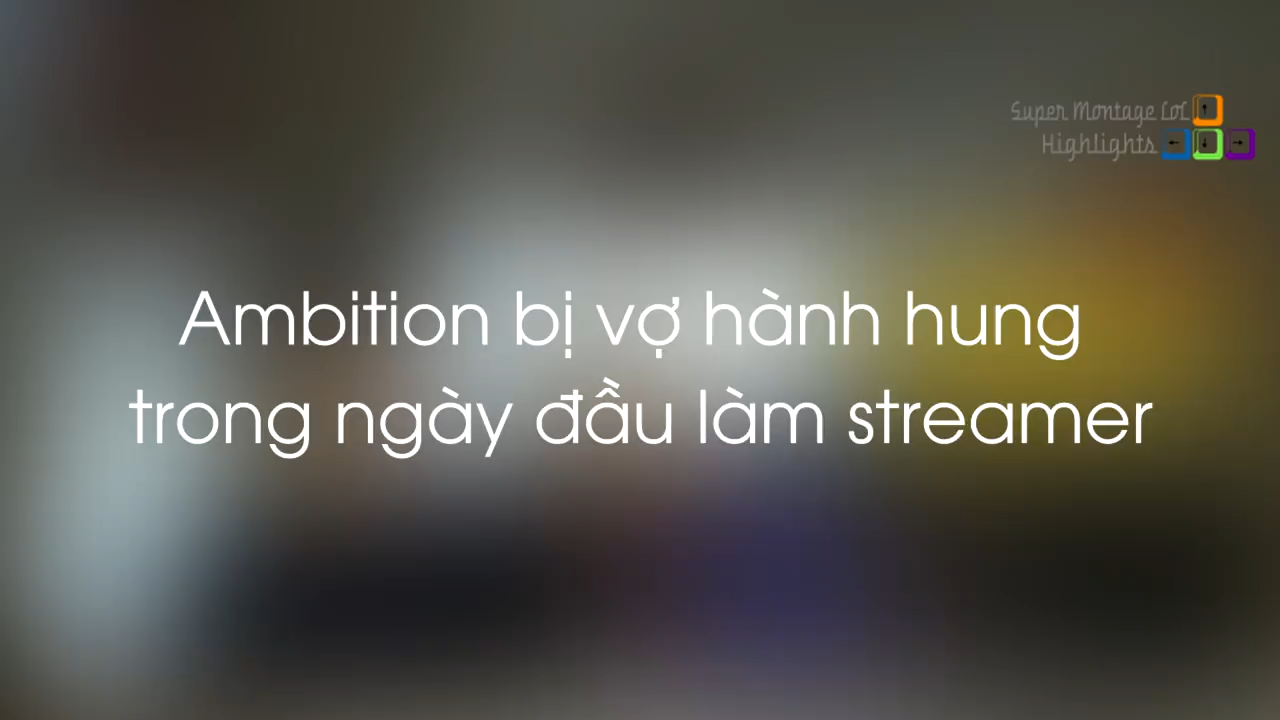 Super Montage LoL
Highlights
Ambition bị vợ hành hung
trong ngày đầu làm streamer